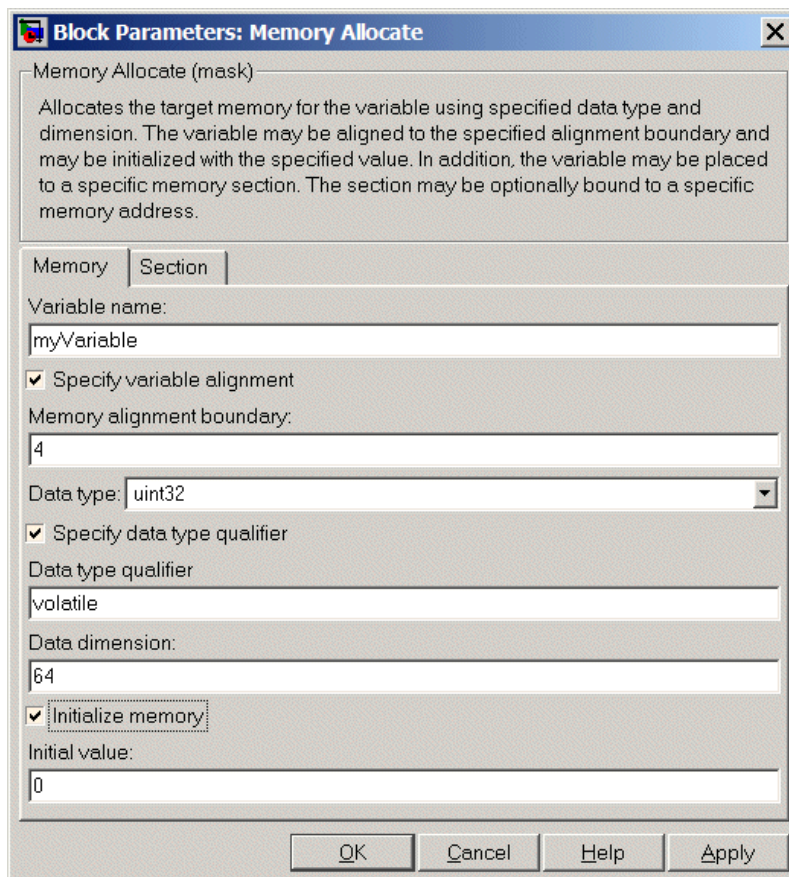 Block Parameters: Memory Allocate
Memory Allocate (mask)
Allocates the target memory for the variable using specified data type and
dimension. The variable may be aligned to the specified alignment boundary and
may be initialized with the specified value. In addition, the variable may be placed
to a specific memory section. The section may be optionally bound to a specific
memory address.
Memory Section
Variable name:
myVariable
Specify variable alignment
Memory alignment boundary:
4
Data type: uint32
Specify data type qualifier
Data type qualifier
volatile
Data dimension:
64
Initialize memory
Initial value:
0
OK Cancel Help Apply